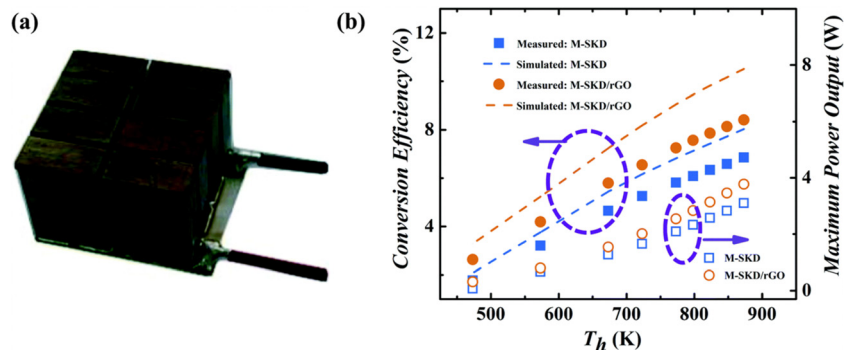 (a)
(b)
Conversion Efficiency (%)
12
8
4
Measured: M-SKD
Simulated: M-SKD
Measured: M-SKD/rGO
Simulated: M-SKD/rGO
M-SKD
M-SKD/rGO
500 600 700 800 900
T_h (K)
8
4
0
Maximum Power Output (W)